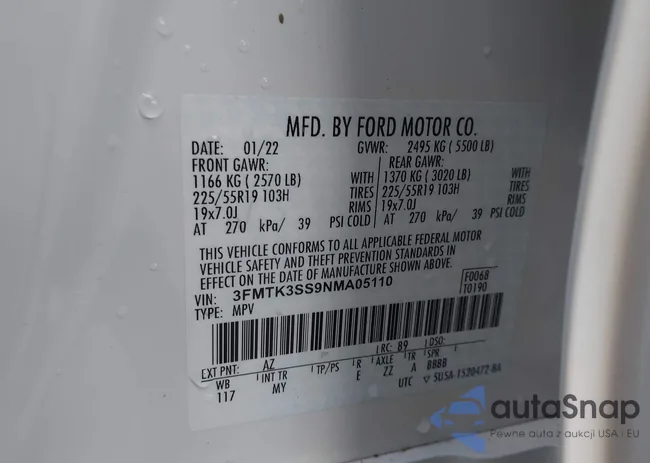 MFD. BY FORD MOTOR CO.
DATE: 01/22 GVWR: 2495 KG ( 5500 LB)
FRONT GAWR: REAR GAWR:
1166 KG ( 2570 LB) WITH 1370 KG ( 3020 LB) WITH
225/55R19 103H TIRES 225/55R19 103H TIRES
19x7.0J RIMS 19x7.0J RIMS
AT 270 kPa/ 39 PSI COLD AT 270 kPa/ 39 PSI COLD
THIS VEHICLE CONFORMS TO ALL APPLICABLE FEDERAL MOTOR
VEHICLE SAFETY AND THEFT PREVENTION STANDARDS IN
EFFECT ON THE DATE OF MANUFACTURE SHOWN ABOVE.
VIN: 3FMTK3SS9NMA05110 F0068
TYPE: MPV T0190
EXT PNT: AZ RC: 89 DSO:
WB INT TR TP/PS R AXLE TR SPR
117 MY E ZZ A BBBB
UTC 5U5A-1520472-BA
autaSnap
Pewne auta z aukcji USA i EU